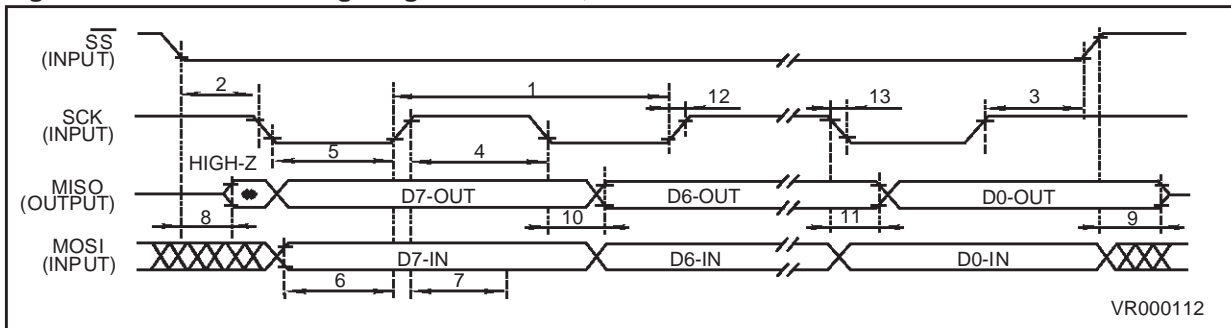 SS
(INPUT)
2
1
12
13
3
SCK
(INPUT)
5
4
HIGH-Z
MISO
(OUTPUT)
D7-OUT
D6-OUT
D0-OUT
8
10
11
9
MOSI
(INPUT)
D7-IN
D6-IN
D0-IN
6
7
VR000112